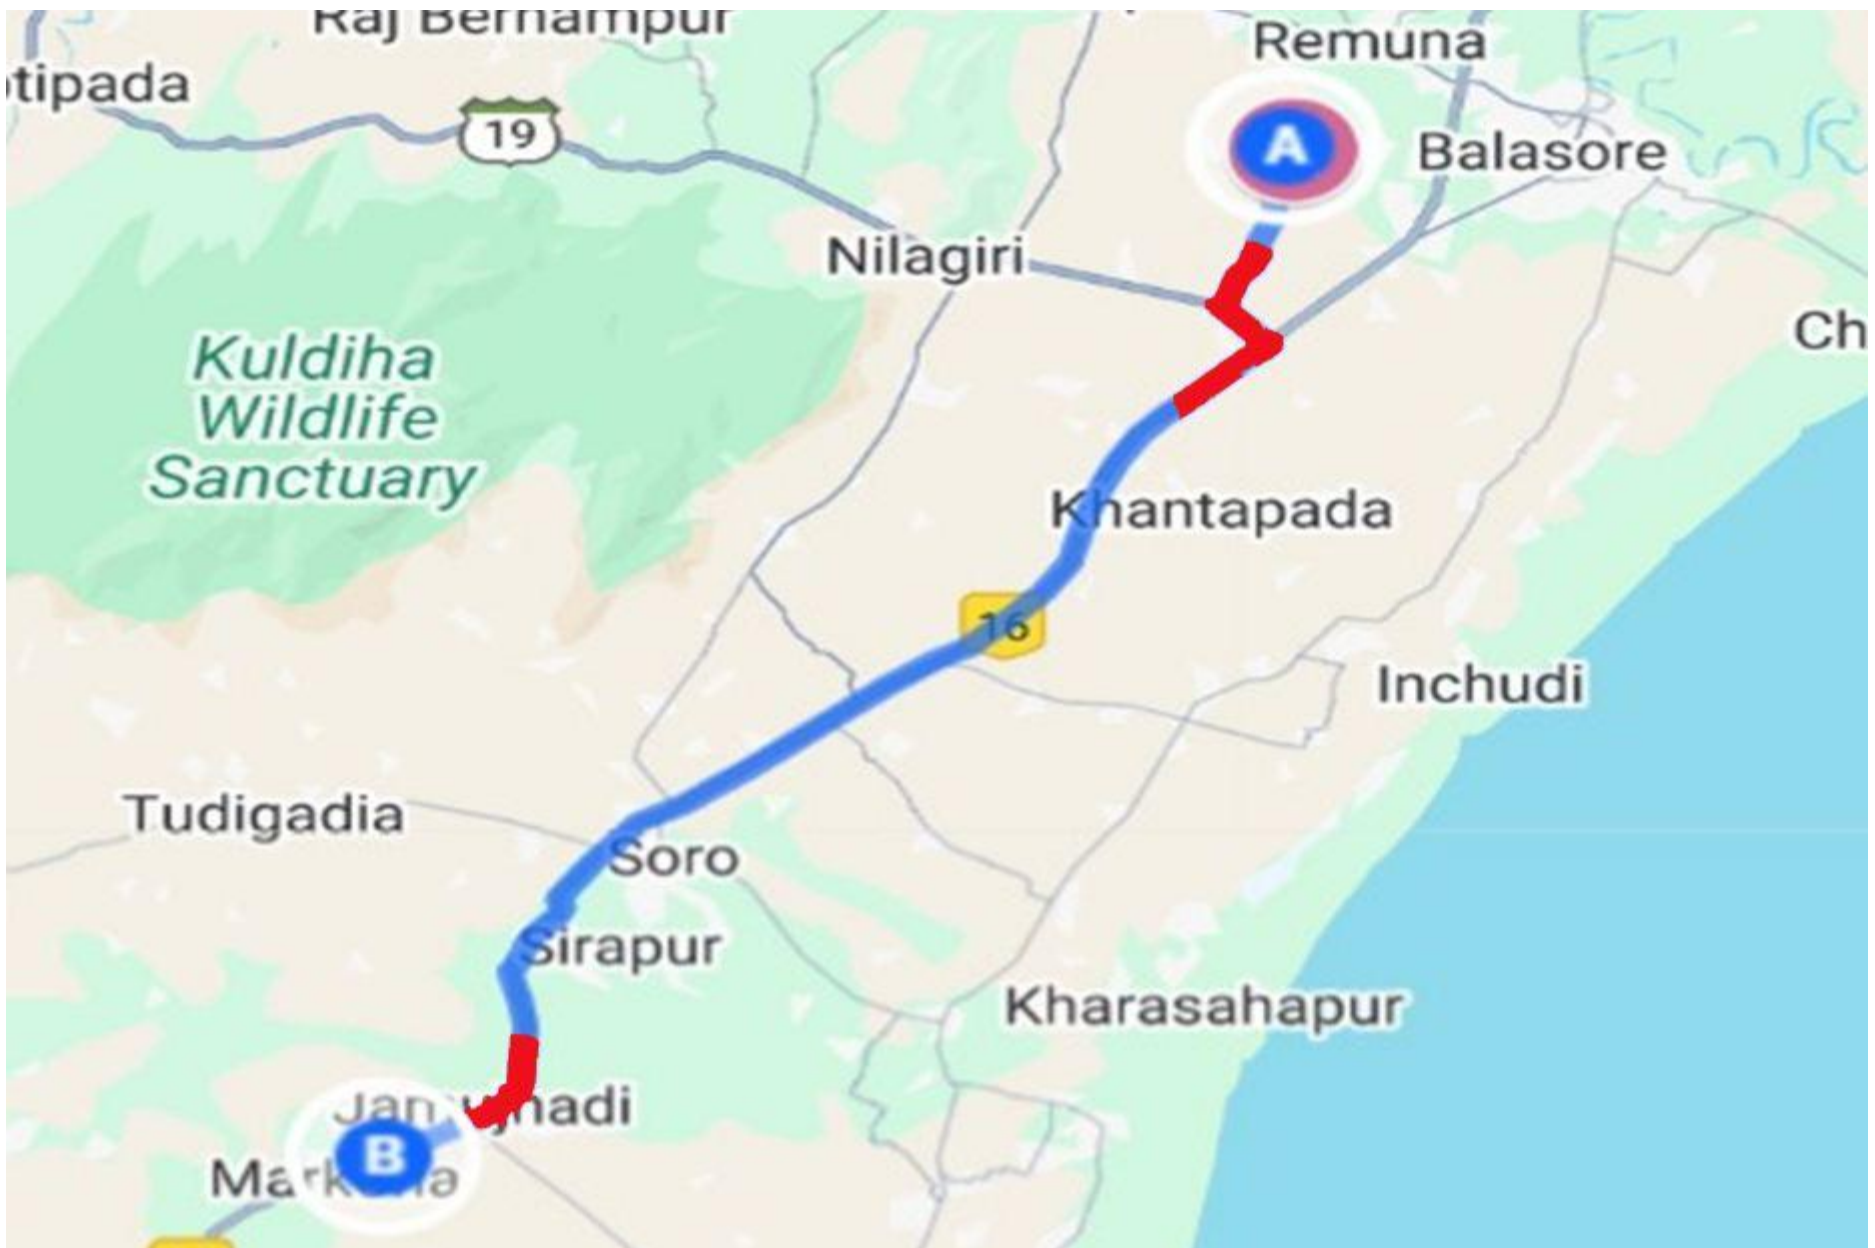 Raj Berhampur
Remuna
tipada
19
A
Balasore
Nilagiri
Ch
Kuldiha
Wildlife
Sanctuary
Khantapada
16
Inchudi
Tudigadia
Soro
Sirapur
Kharasahapur
B